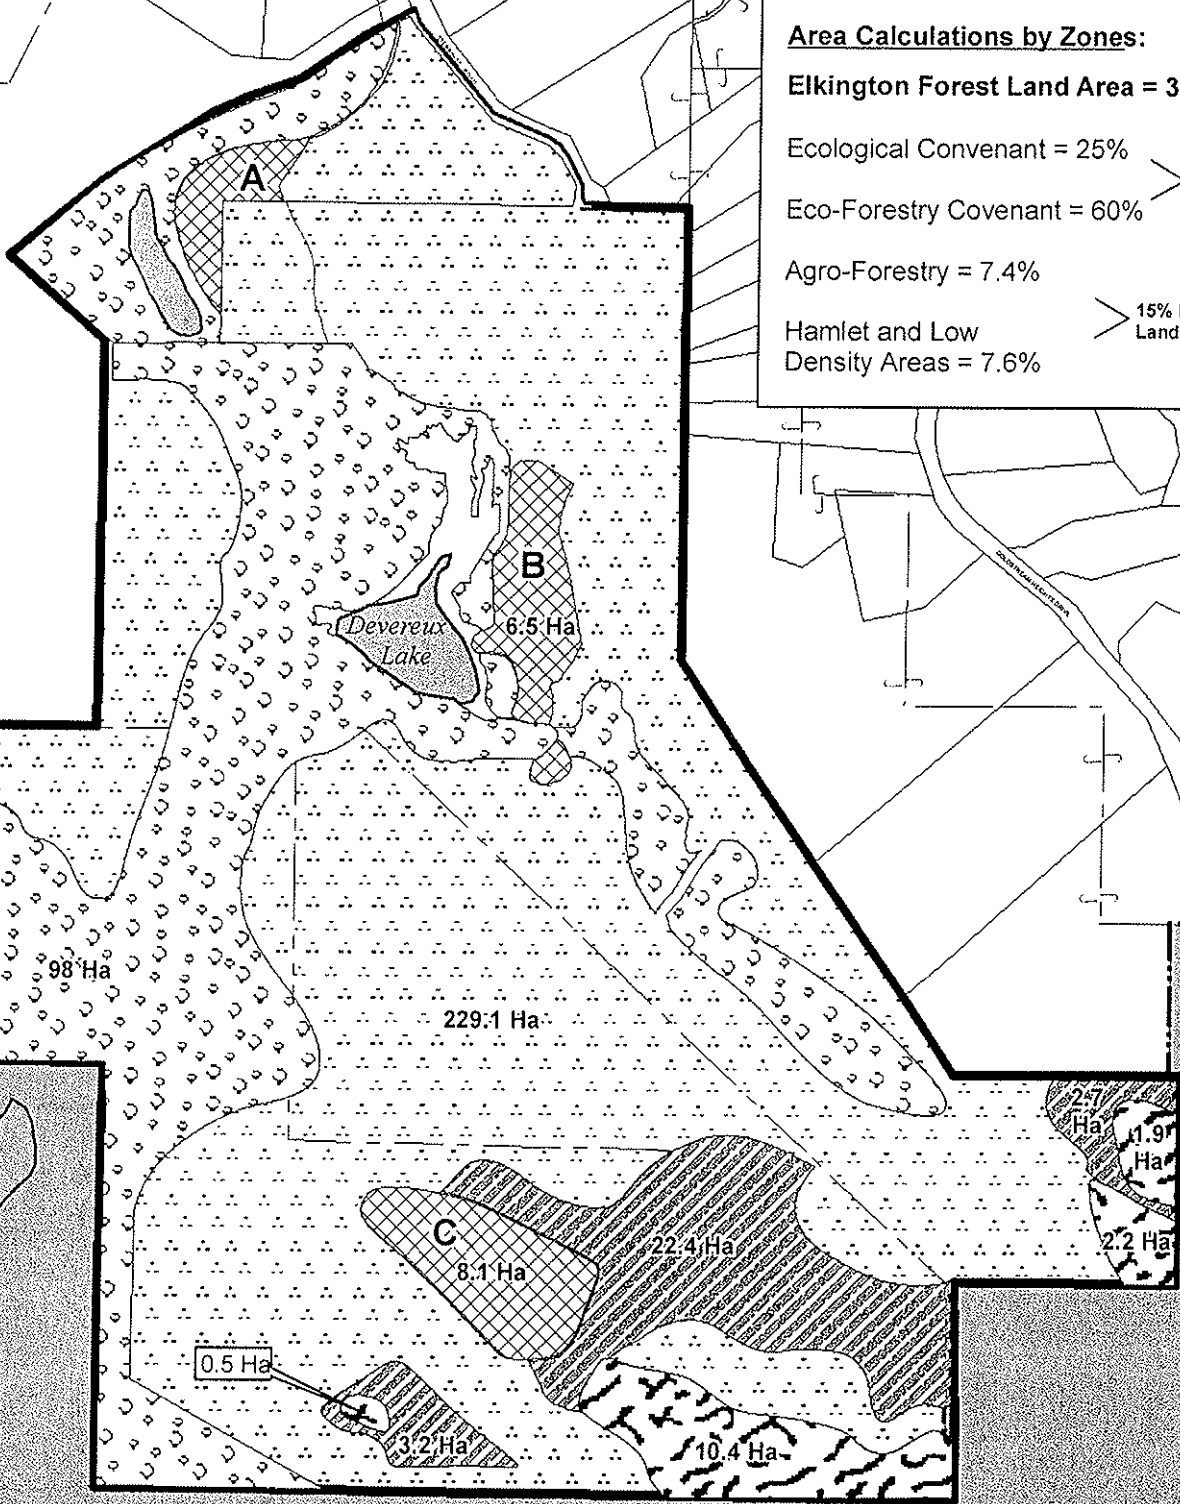 Area Calculations by Zones:
Elkington Forest Land Area = 3
Ecological Convenant = 25%
Eco-Forestry Covenant = 60%
Agro-Forestry = 7.4%
15%
Land
Hamlet and Low
Density Areas = 7.6%
A
B
6.5 Ha
Devereux
Lake
98 Ha
229.1 Ha
2.7
Ha
1.9
Ha
2.2 Ha
C
8.1 Ha
22.4 Ha
0.5 Ha
3.2 Ha
10.4 Ha